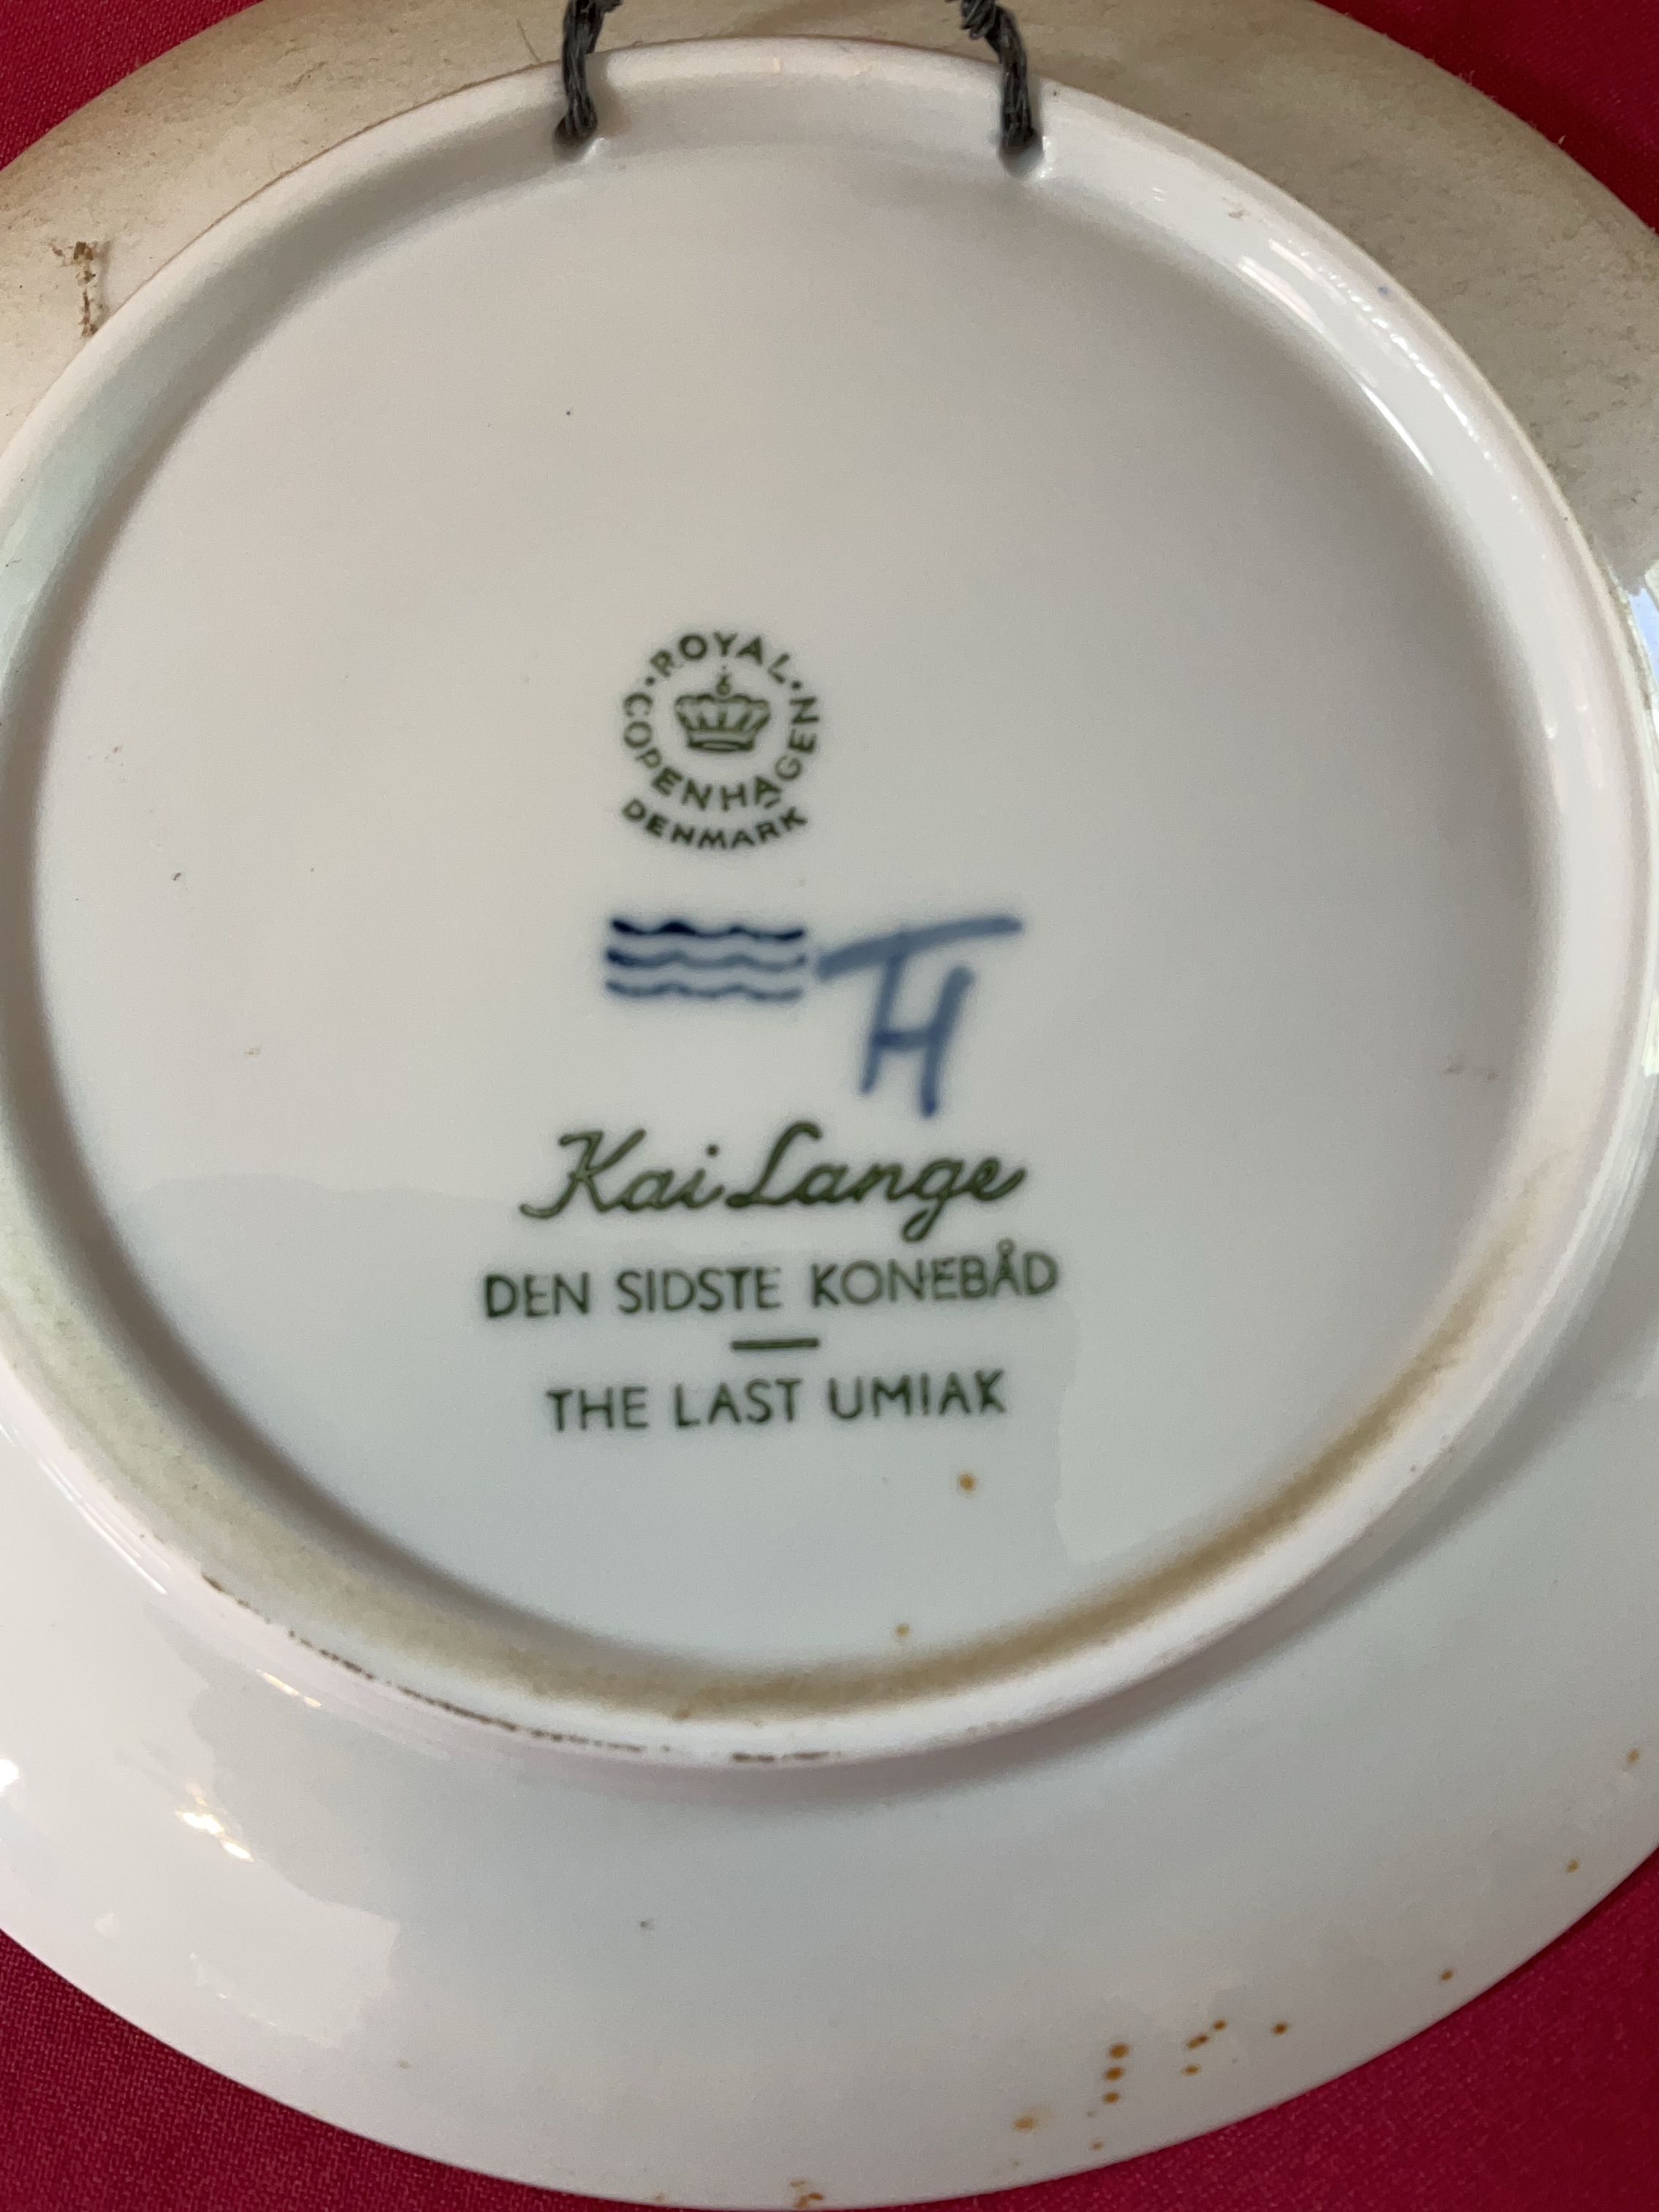 ROYAL
COPENHAGEN
DENMARK
TH
Kai Lange
DEN SIDSTE KONEBÅD
THE LAST UMIAK